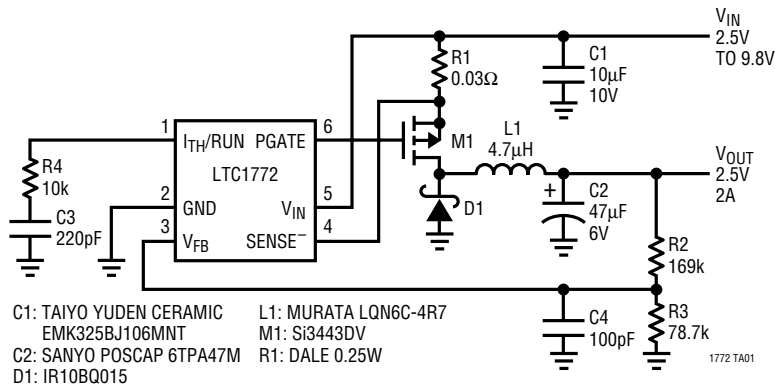 V_IN
2.5V
TO 9.8V
R1
0.03Ω
C1
10µF
10V
1
I_TH/RUN
PGATE
6
M1
L1
4.7µH
R4
10k
LTC1772
V_OUT
2.5V
2A
2
GND
V_IN
5
D1
+
C2
47µF
6V
C3
220pF
3
V_FB
SENSE⁻
4
R2
169k
C4
100pF
R3
78.7k
C1: TAIYO YUDEN CERAMIC
EMK325BJ106MNT
C2: SANYO POSCAP 6TPA47M
D1: IR10BQ015
L1: MURATA LQN6C-4R7
M1: Si3443DV
R1: DALE 0.25W
1772 TA01